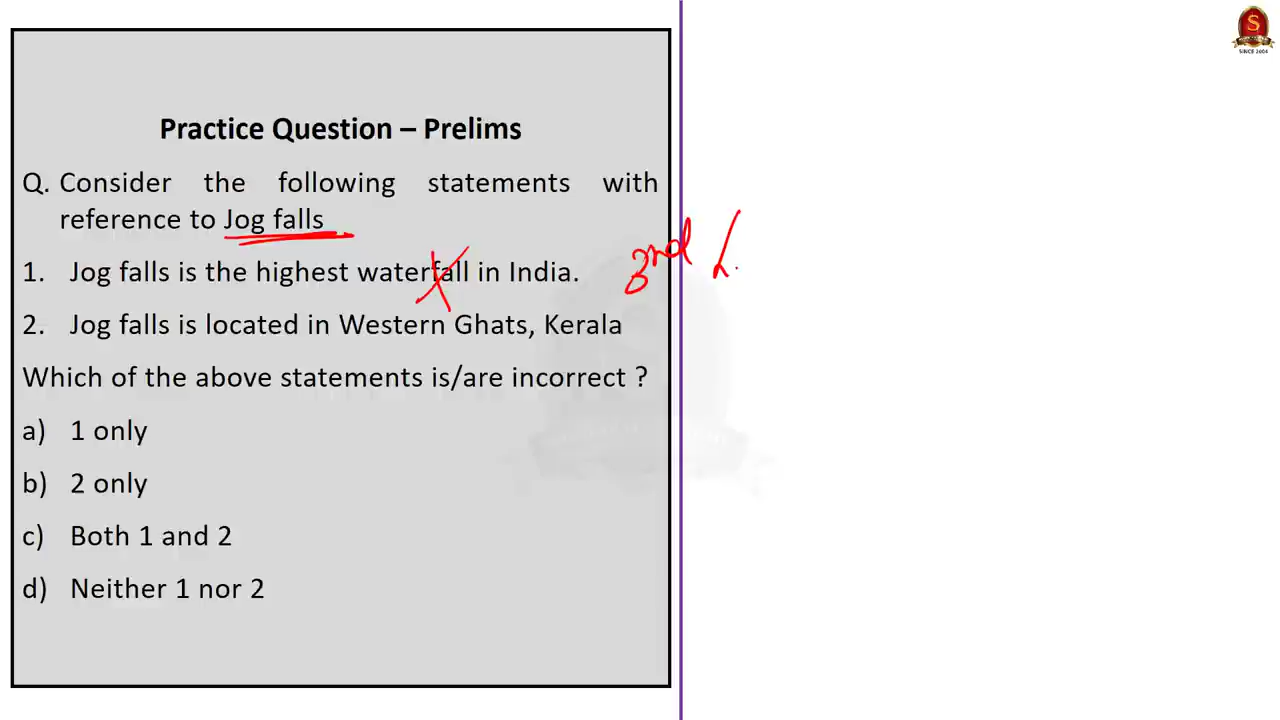 Practice Question – Prelims
Q. Consider the following statements with
reference to Jog falls
1. Jog falls is the highest waterfall in India.
2nd
2. Jog falls is located in Western Ghats, Kerala
Which of the above statements is/are incorrect ?
a) 1 only
b) 2 only
c) Both 1 and 2
d) Neither 1 nor 2
S
SINCE 2004